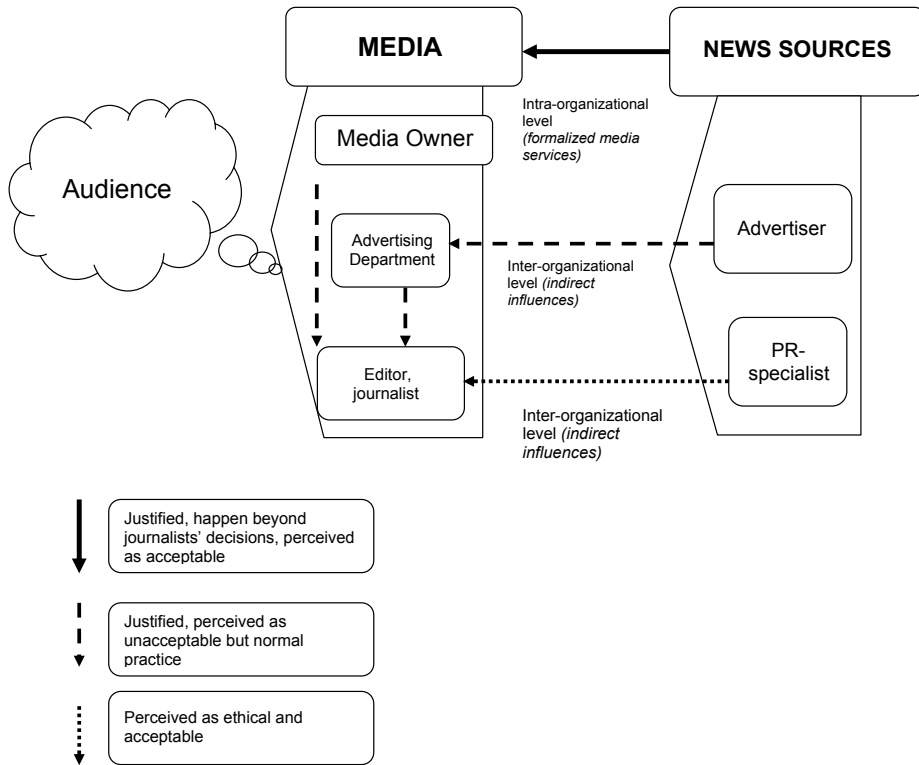 MEDIA
NEWS SOURCES
Intra-organizational
level
(formalized media
services)
Media Owner
Audience
Advertising
Department
Advertiser
Inter-organizational
level (indirect
influences)
Editor,
journalist
PR-
specialist
Inter-organizational
level (indirect
influences)
Justified, happen beyond
journalists' decisions, perceived
as acceptable
Justified, perceived as
unacceptable but normal
practice
Perceived as ethical and
acceptable